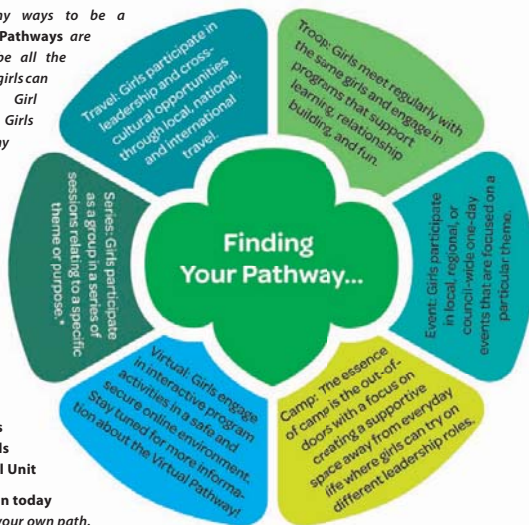 ny ways to be a
Pathways are
be all the
girls can
Girl
Girls
ny
s
ls
l Unit
n today
your own path.
Travel: Girls participate in
leadership and cross-
cultural opportunities
through local, national,
and international
travel.
Troop: Girls meet regularly with
the same girls and engage in
programs that support
learning, relationship
building, and fun.
Series: Girls participate
as a group in a series of
sessions relating to a specific
theme or purpose.*
Finding
Your Pathway...
Event: Girls participate
in local, regional, or
council-wide one-day
events that are focused on a
particular theme.
Virtual: Girls engage
in interactive program
activities in a safe and
secure online environment.
Stay tuned for more informa-
tion about the Virtual Pathway!
Camp: The essence
of camp is the out-of-
doors with a focus on
creating a supportive
space away from everyday
life where girls can try on
different leadership roles.